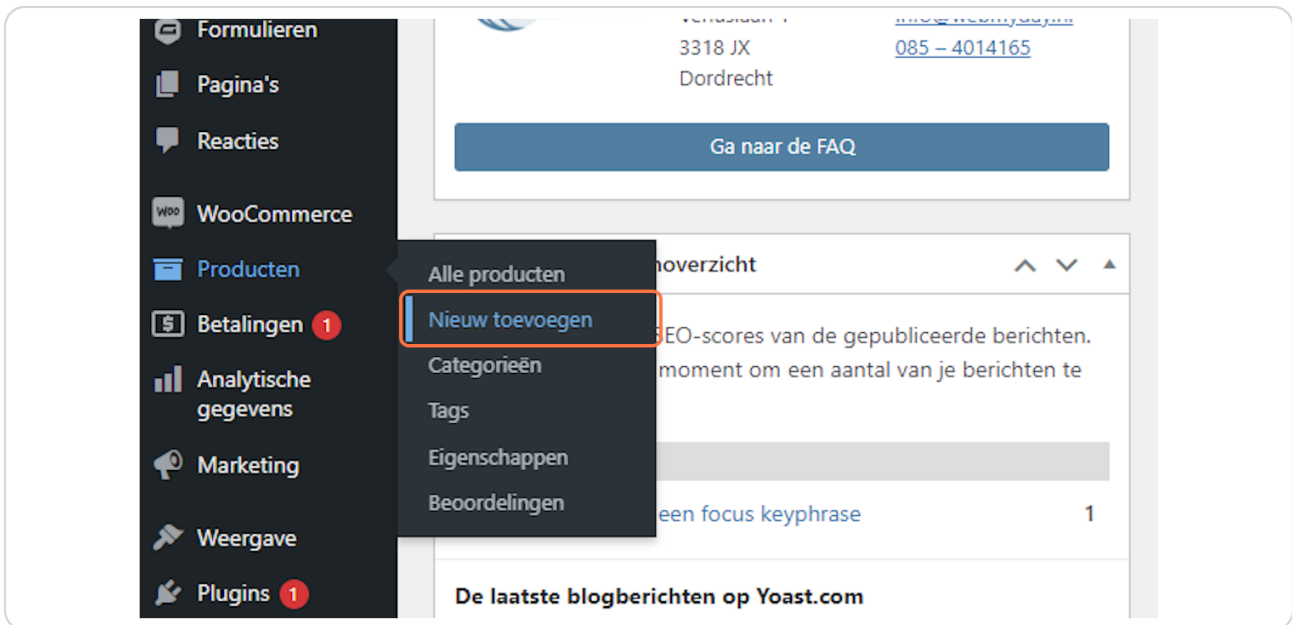 Formulieren
Pagina's
Reacties
WooCommerce
Producten
Betalingen 1
Analytische
gegevens
Marketing
Weergave
Plugins 1
Alle producten
Nieuw toevoegen
Categorieën
Tags
Eigenschappen
Beoordelingen
3318 JX
Dordrecht
085 – 4014165
Ga naar de FAQ
SEO-scores van de gepubliceerde berichten.
moment om een aantal van je berichten te
een focus keyphrase 1
De laatste blogberichten op Yoast.com